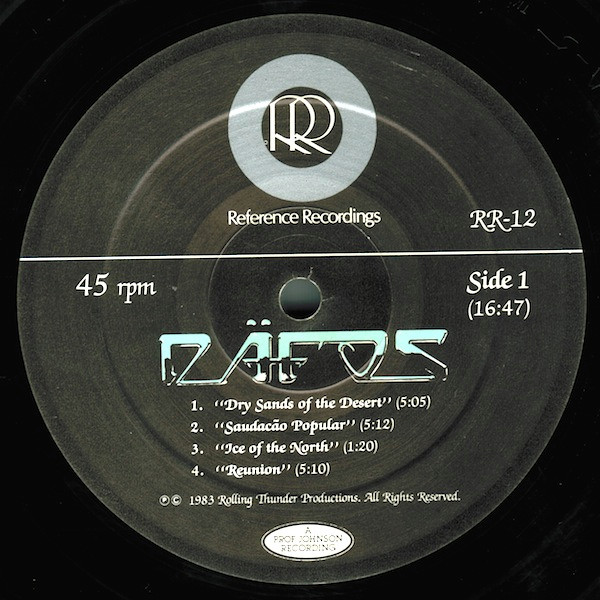 RR
Reference Recordings
RR-12
45 rpm
Side 1
(16:47)
DÄFOS
1. "Dry Sands of the Desert" (5:05)
2. "Saudacão Popular" (5:12)
3. "Ice of the North" (1:20)
4. "Reunion" (5:10)
℗© 1983 Rolling Thunder Productions. All Rights Reserved.
A
PROF. JOHNSON
RECORDING